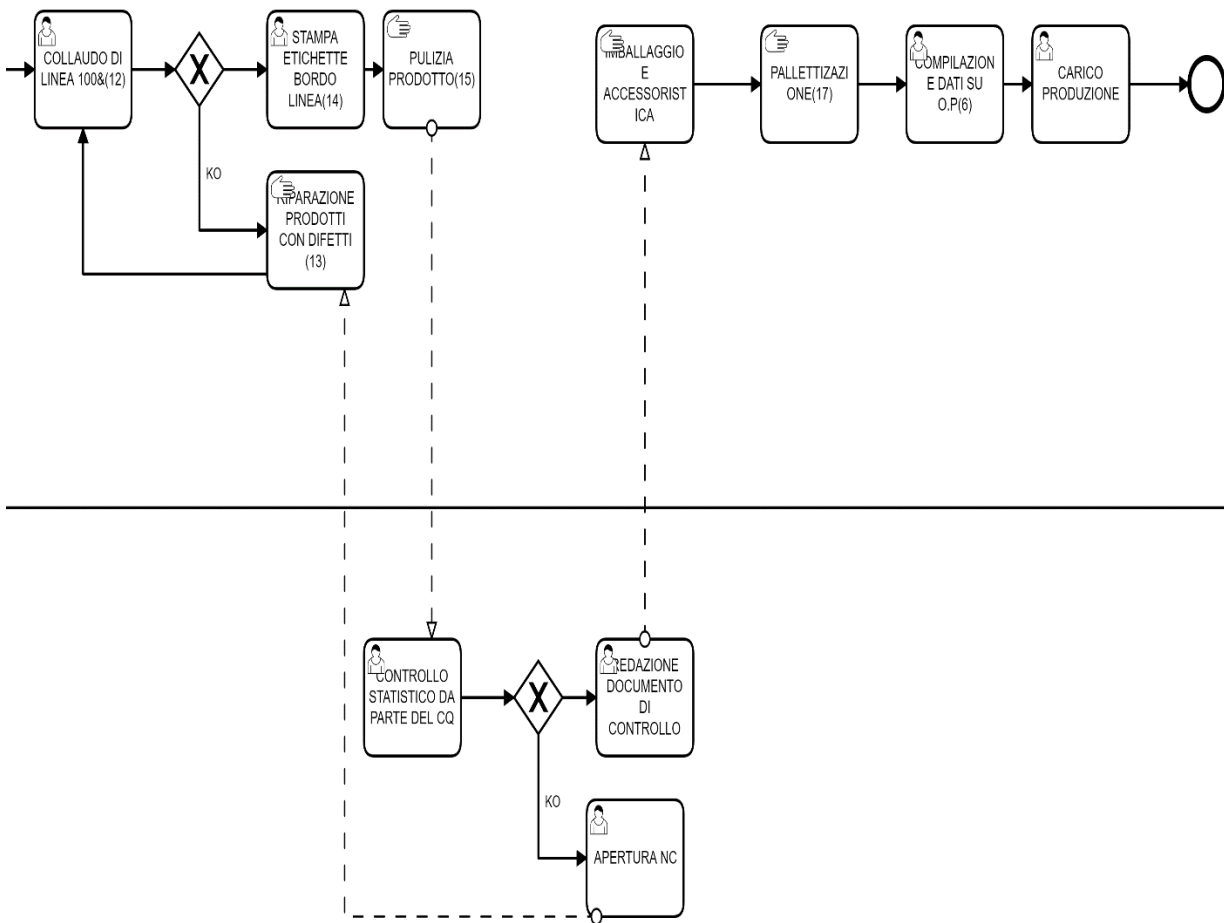 COLLAUDO DI
LINEA 100&(12)
STAMPA
ETICHETTE
BORDO
LINEA(14)
PULIZIA
PRODOTTO(15)
IMBALLAGGIO
E
ACCESSORIST
ICA
PALLETTIZAZI
ONE(17)
COMPILAZION
E DATI SU
O.P(6)
CARICO
PRODUZIONE
KO
RIPARAZIONE
PRODOTTI
CON DIFETTI
(13)
CONTROLLO
STATISTICO DA
PARTE DEL CQ
REDAZIONE
DOCUMENTO
DI
CONTROLLO
KO
APERTURA NC